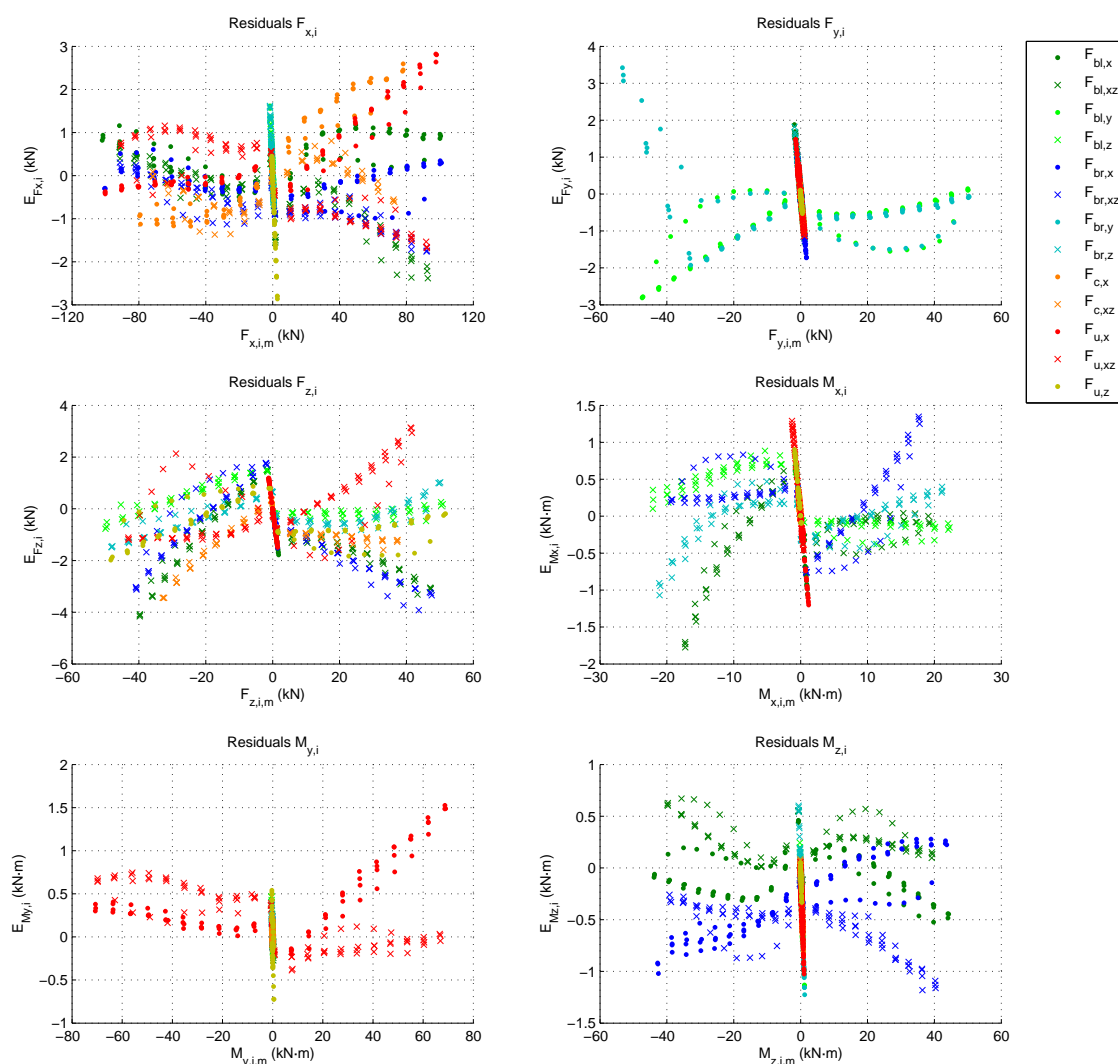 Residuals F_x,i
3
2
1
0
−1
−2
−3
−120 −80 −40 0 40 80 120
E_Fx,i (kN)
F_x,i,m (kN)
Residuals F_y,i
4
3
2
1
0
−1
−2
−3
−60 −40 −20 0 20 40 60
E_Fy,i (kN)
F_y,i,m (kN)
F_bl,x
F_bl,xz
F_bl,y
F_bl,z
F_br,x
F_br,xz
F_br,y
F_br,z
F_c,x
F_c,xz
F_u,x
F_u,xz
F_u,z
Residuals F_z,i
4
2
0
−2
−4
−6
−60 −40 −20 0 20 40 60
E_Fz,i (kN)
F_z,i,m (kN)
Residuals M_x,i
1.5
1
0.5
0
−0.5
−1
−1.5
−2
−30 −20 −10 0 10 20 30
E_Mx,i (kN·m)
M_x,i,m (kN·m)
Residuals M_y,i
2
1.5
1
0.5
0
−0.5
−1
−80 −60 −40 −20 0 20 40 60 80
E_My,i (kN·m)
M_y,i,m (kN·m)
Residuals M_z,i
1
0.5
0
−0.5
−1
−1.5
−60 −40 −20 0 20 40 60
E_Mz,i (kN·m)
M_z,i,m (kN·m)